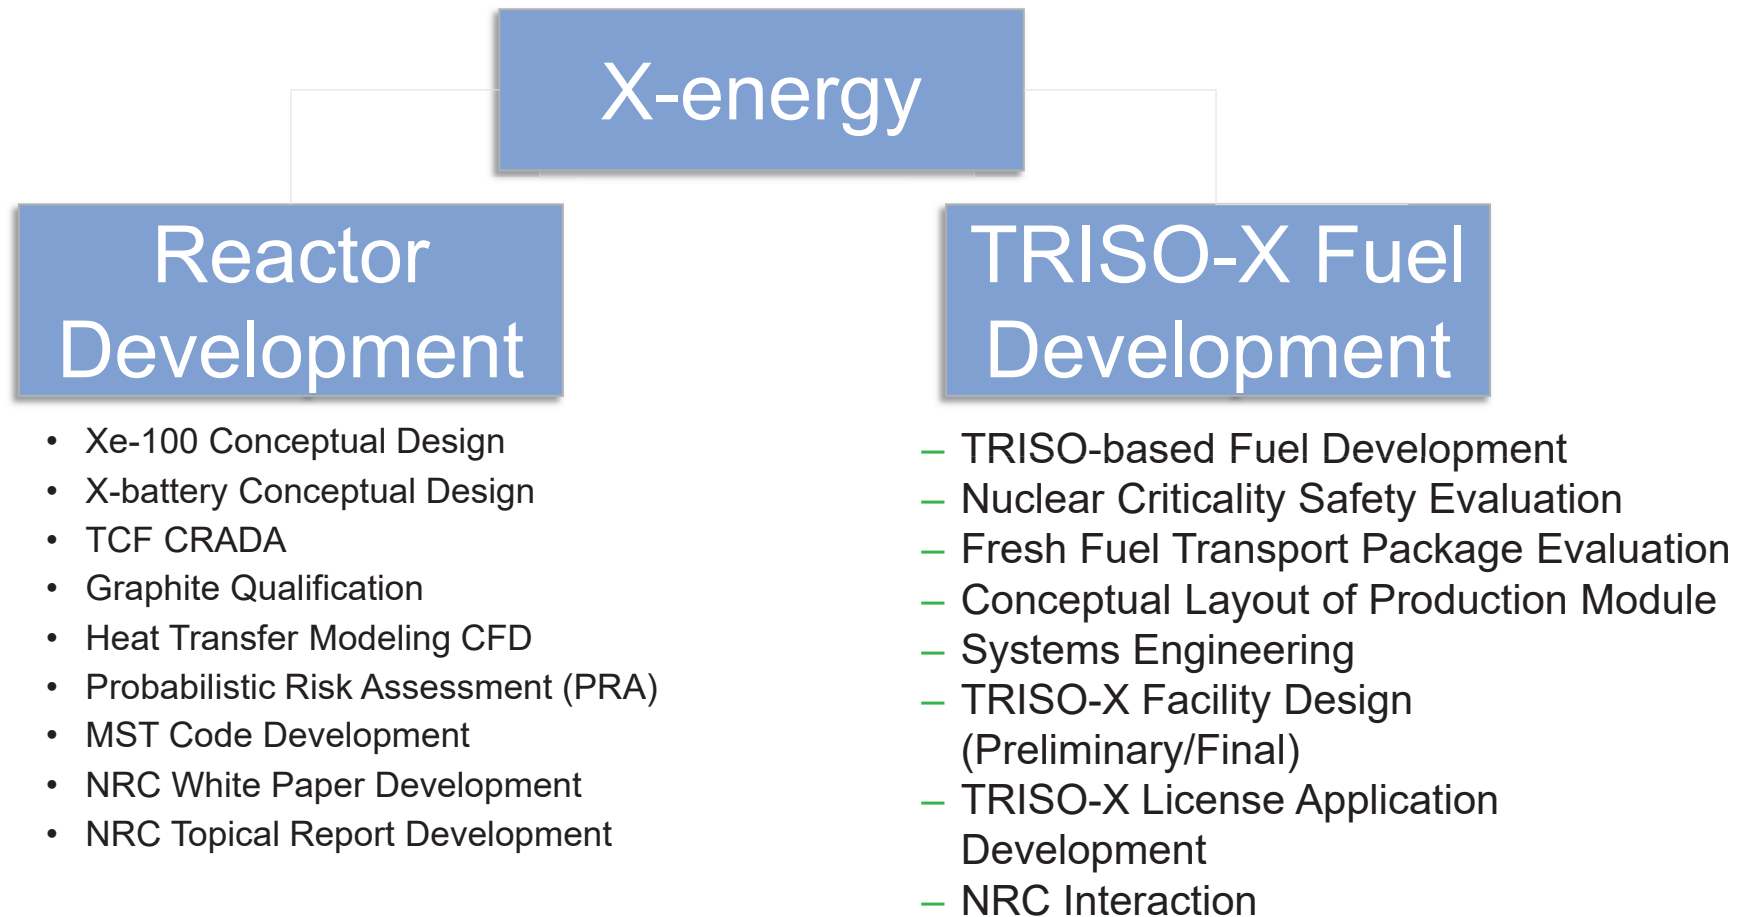 X-energy
Reactor
Development
• Xe-100 Conceptual Design
• X-battery Conceptual Design
• TCF CRADA
• Graphite Qualification
• Heat Transfer Modeling CFD
• Probabilistic Risk Assessment (PRA)
• MST Code Development
• NRC White Paper Development
• NRC Topical Report Development
TRISO-X Fuel
Development
– TRISO-based Fuel Development
– Nuclear Criticality Safety Evaluation
– Fresh Fuel Transport Package Evaluation
– Conceptual Layout of Production Module
– Systems Engineering
– TRISO-X Facility Design
(Preliminary/Final)
– TRISO-X License Application
Development
– NRC Interaction